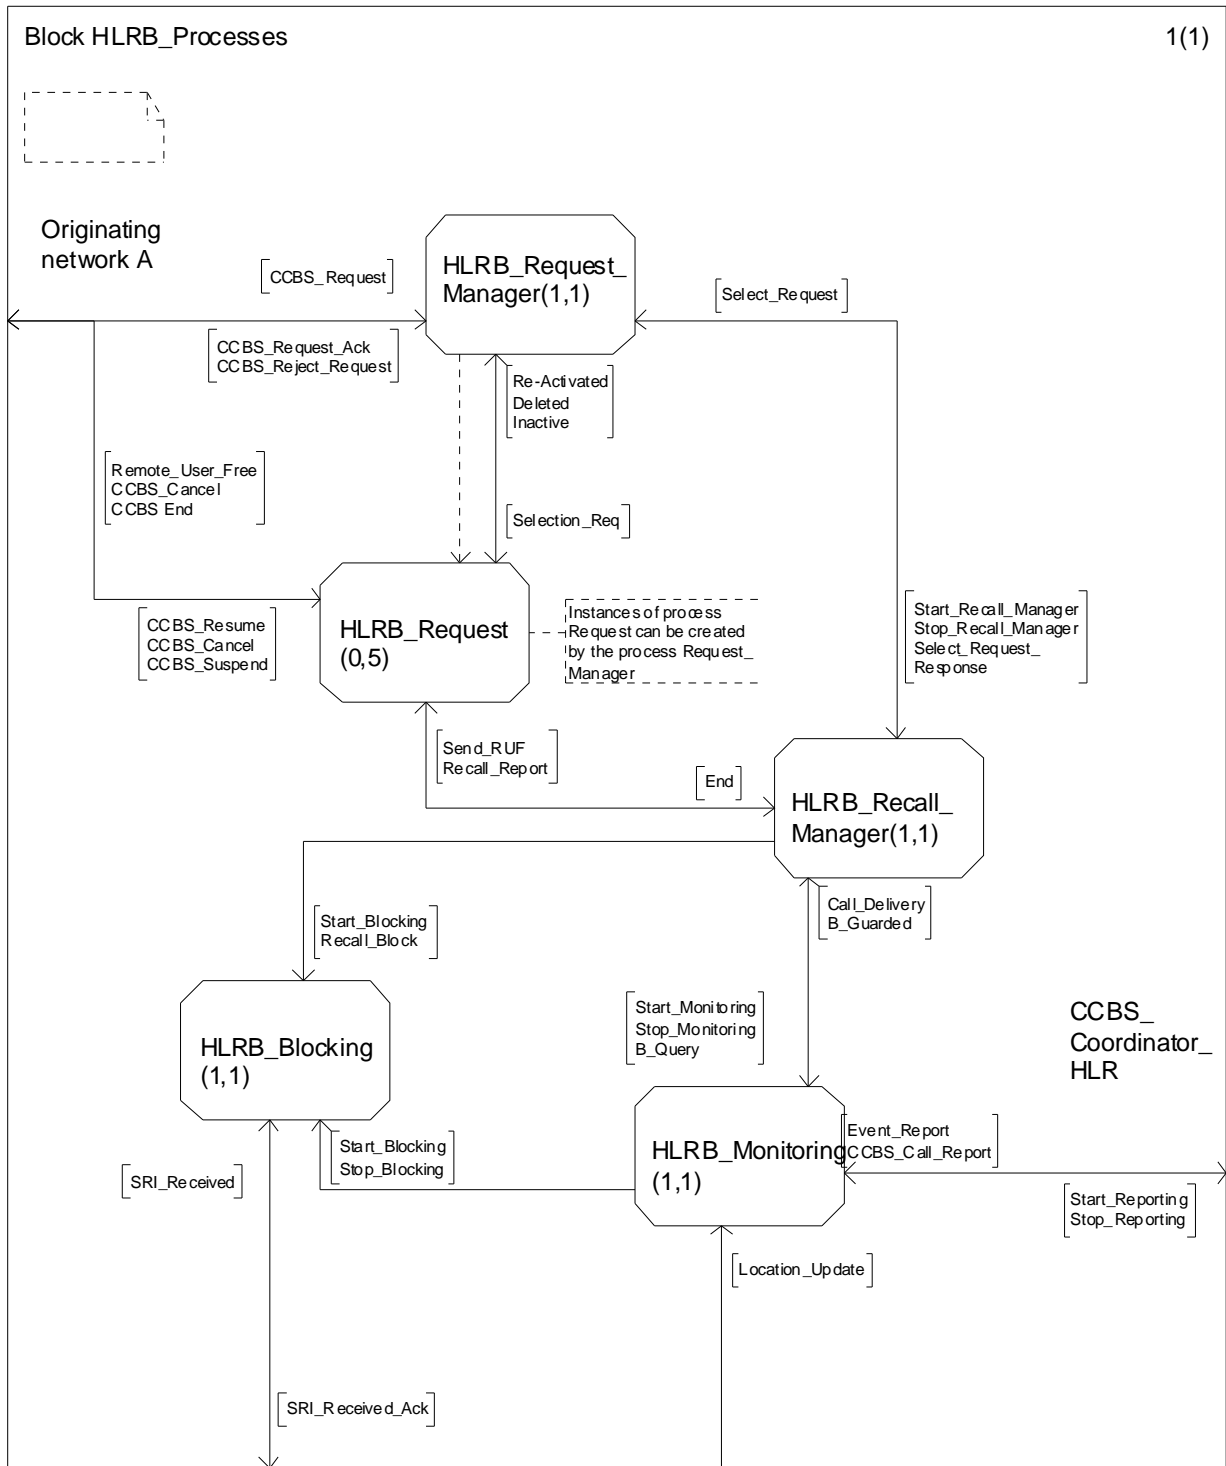 Block HLRB_Processes
1(1)
Originating
network A
CCBS_Request
HLRB_Request_
Manager(1,1)
Select_Request
CCBS_Request_Ack
CCBS_Reject_Request
Re-Activated
Deleted
Inactive
Remote_User_Free
CCBS_Cancel
CCBS End
Selection_Req
CCBS_Resume
CCBS_Cancel
CCBS_Suspend
HLRB_Request
(0,5)
Instances of process
Request can be created
by the process Request_
Manager
Start_Recall_Manager
Stop_Recall_Manager
Select_Request_
Response
Send_RUF
Recall_Report
End
HLRB_Recall_
Manager(1,1)
Start_Blocking
Recall_Block
Call_Delivery
B_Guarded
HLRB_Blocking
(1,1)
Start_Monitoring
Stop_Monitoring
B_Query
CCBS_
Coordinator_
HLR
Start_Blocking
Stop_Blocking
HLRB_Monitoring
(1,1)
Event_Report
CCBS_Call_Report
SRI_Received
Start_Reporting
Stop_Reporting
Location_Update
SRI_Received_Ack